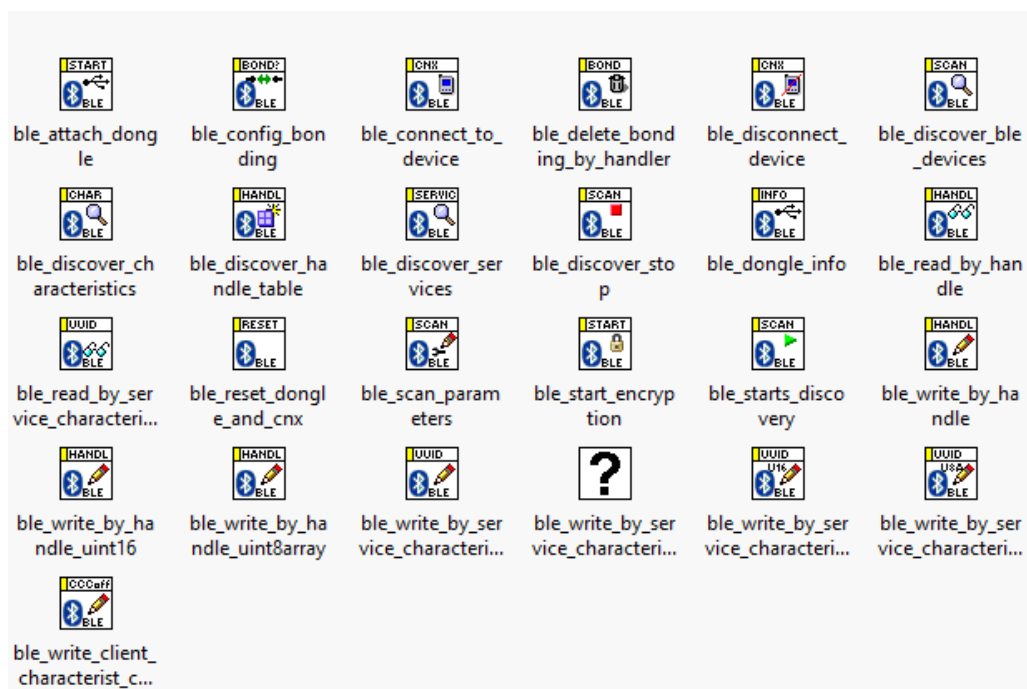 START BOND? CNX BOND CNX SCAN
BLE BLE BLE BLE BLE BLE
ble_attach_dong ble_config_bon ble_connect_to_ ble_delete_bond ble_disconnect_ ble_discover_ble
le ding device ing_by_handler device _devices
CHAR HANDL SERVIC SCAN INFO HANDL
BLE BLE BLE BLE BLE BLE
ble_discover_ch ble_discover_ha ble_discover_ser ble_discover_sto ble_dongle_info ble_read_by_han
aracteristics ndle_table vices p dle
UUID RESET SCAN START SCAN HANDL
BLE BLE BLE BLE BLE BLE
ble_read_by_ser ble_reset_dongl ble_scan_param ble_start_encryp ble_starts_disco ble_write_by_ha
vice_characteri... e_and_cnx eters tion very ndle
HANDL HANDL UUID ? UUID UUID
U16 U8A
BLE BLE BLE BLE BLE
ble_write_by_ha ble_write_by_ha ble_write_by_ser ble_write_by_ser ble_write_by_ser ble_write_by_ser
ndle_uint16 ndle_uint8array vice_characteri... vice_characteri... vice_characteri... vice_characteri...
CCCoff
BLE
ble_write_client_
characterist_c...